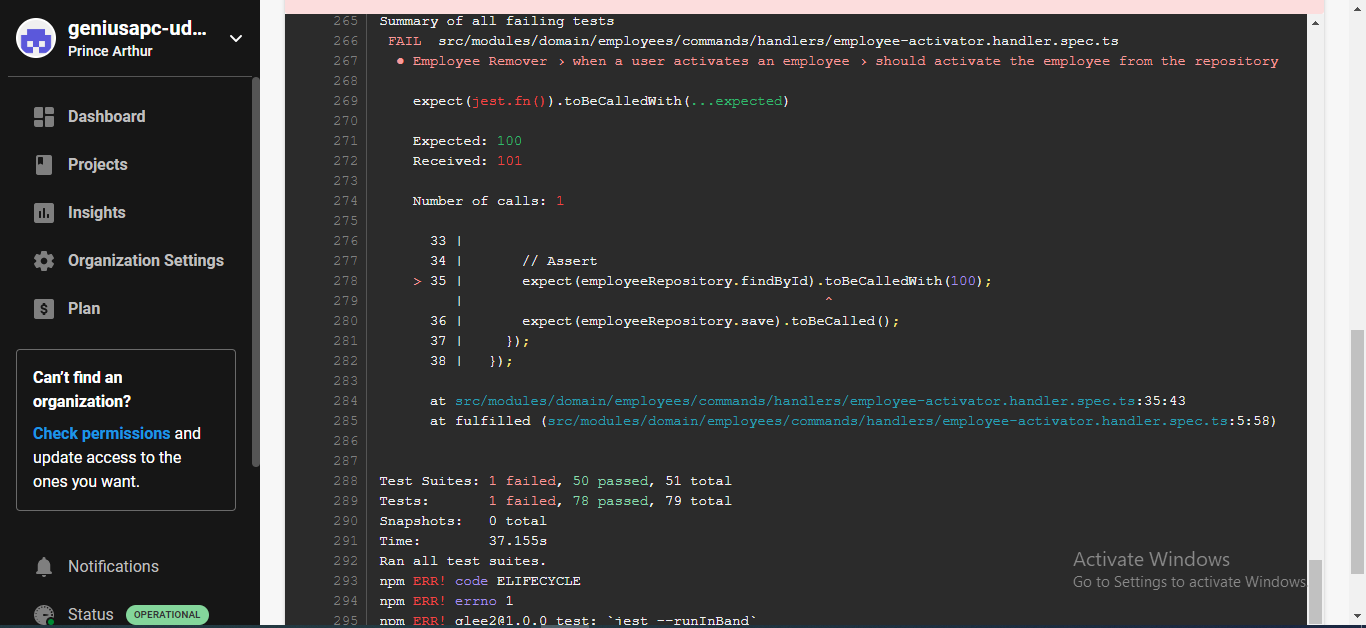 geniusapc-ud...
Prince Arthur
Dashboard
Projects
Insights
Organization Settings
Plan
Can't find an
organization?
Check permissions and
update access to the
ones you want.
Notifications
Status OPERATIONAL
265 Summary of all failing tests
266 FAIL src/modules/domain/employees/commands/handlers/employee-activator.handler.spec.ts
267 ● Employee Remover › when a user activates an employee › should activate the employee from the repository
268
269 expect(jest.fn()).toBeCalledWith(...expected)
270
271 Expected: 100
272 Received: 101
273
274 Number of calls: 1
275
276 33 |
277 34 | // Assert
278 > 35 | expect(employeeRepository.findById).toBeCalledWith(100);
279 | ^
280 36 | expect(employeeRepository.save).toBeCalled();
281 37 | });
282 38 | });
283
284 at src/modules/domain/employees/commands/handlers/employee-activator.handler.spec.ts:35:43
285 at fulfilled (src/modules/domain/employees/commands/handlers/employee-activator.handler.spec.ts:5:58)
286
287
288 Test Suites: 1 failed, 50 passed, 51 total
289 Tests: 1 failed, 78 passed, 79 total
290 Snapshots: 0 total
291 Time: 37.155s
292 Ran all test suites.
293 npm ERR! code ELIFECYCLE
294 npm ERR! errno 1
295 npm ERR! glee2@1.0.0 test: `jest --runInBand`
Activate Windows
Go to Settings to activate Windows